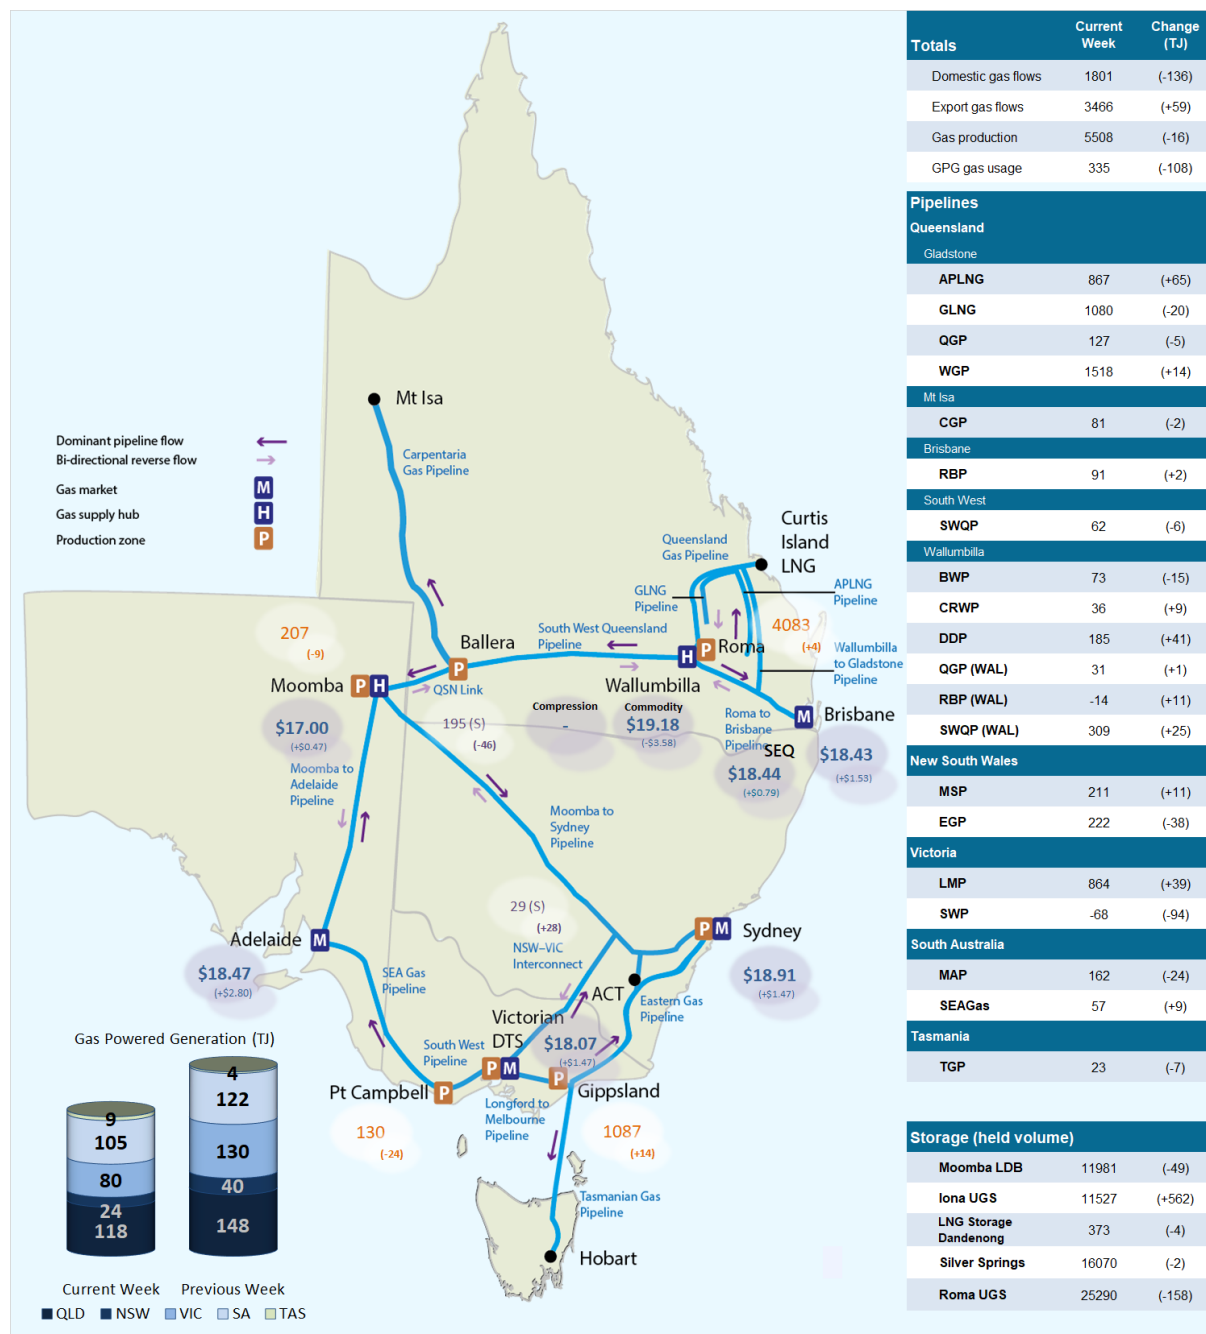 Mt Isa
Dominant pipeline flow
Bi-directional reverse flow
Gas market M
Gas supply hub H
Production zone P
Carpentaria
Gas Pipeline
Curtis
Island
LNG
Queensland
Gas Pipeline
GLNG
Pipeline
APLNG
Pipeline
207
(-9)
4083
(+4)
Ballera
P
South West Queensland
Pipeline
H P Roma
Wallumbilla
to Gladstone
Pipeline
Moomba P H
QSN Link
Wallumbilla
Compression
-
Commodity
$19.18
(-$3.58)
Roma to
Brisbane
Pipeline
M Brisbane
$17.00
(+$0.47)
195 (S)
(-46)
SEQ
$18.44
(+$0.79)
$18.43
(+$1.53)
Moomba to
Adelaide
Pipeline
Moomba to
Sydney
Pipeline
29 (S)
(+28)
NSW–VIC
Interconnect
P M Sydney
$18.91
(+$1.47)
Adelaide M
$18.47
(+$2.80)
SEA Gas
Pipeline
ACT
Eastern Gas
Pipeline
Victorian
DTS
P M
$18.07
(+$1.47)
South West
Pipeline
Pt Campbell P
130
(-24)
P Gippsland
1087
(+14)
Longford to
Melbourne
Pipeline
Tasmanian Gas
Pipeline
Hobart
Gas Powered Generation (TJ)
9
105
80
24
118
4
122
130
40
148
Current Week Previous Week
QLD NSW VIC SA TAS
Totals Current Week Change (TJ)
Domestic gas flows 1801 (-136)
Export gas flows 3466 (+59)
Gas production 5508 (-16)
GPG gas usage 335 (-108)
Pipelines
Queensland
Gladstone
APLNG 867 (+65)
GLNG 1080 (-20)
QGP 127 (-5)
WGP 1518 (+14)
Mt Isa
CGP 81 (-2)
Brisbane
RBP 91 (+2)
South West
SWQP 62 (-6)
Wallumbilla
BWP 73 (-15)
CRWP 36 (+9)
DDP 185 (+41)
QGP (WAL) 31 (+1)
RBP (WAL) -14 (+11)
SWQP (WAL) 309 (+25)
New South Wales
MSP 211 (+11)
EGP 222 (-38)
Victoria
LMP 864 (+39)
SWP -68 (-94)
South Australia
MAP 162 (-24)
SEAGas 57 (+9)
Tasmania
TGP 23 (-7)
Storage (held volume)
Moomba LDB 11981 (-49)
Iona UGS 11527 (+562)
LNG Storage
Dandenong 373 (-4)
Silver Springs 16070 (-2)
Roma UGS 25290 (-158)